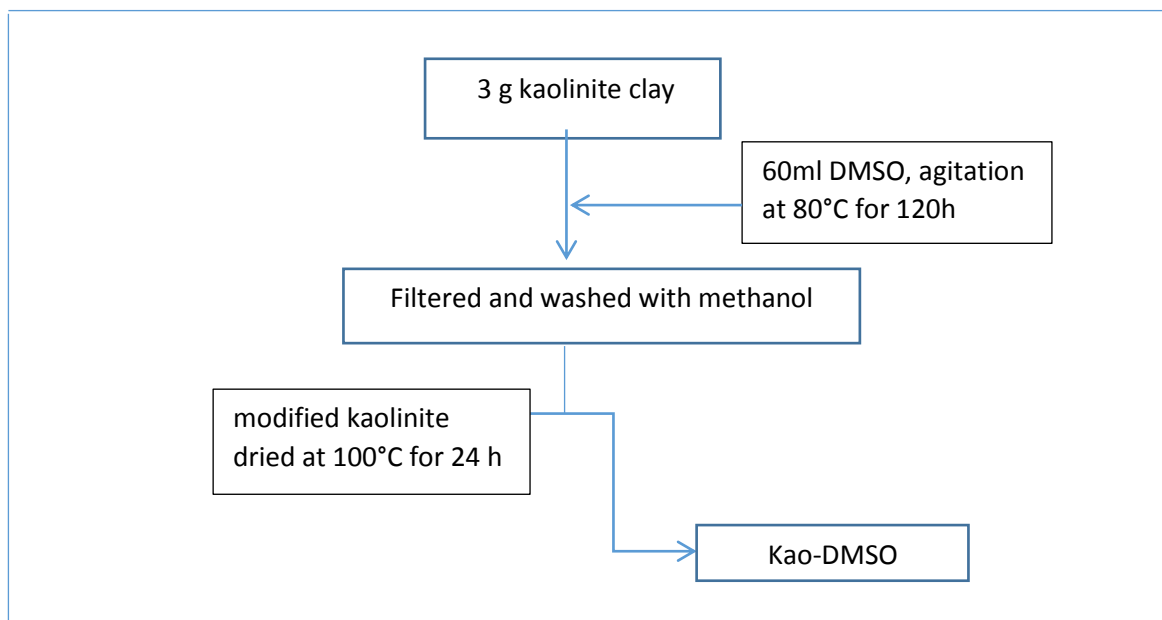 3 g kaolinite clay
60ml DMSO, agitation
at 80°C for 120h
Filtered and washed with methanol
modified kaolinite
dried at 100°C for 24 h
Kao-DMSO